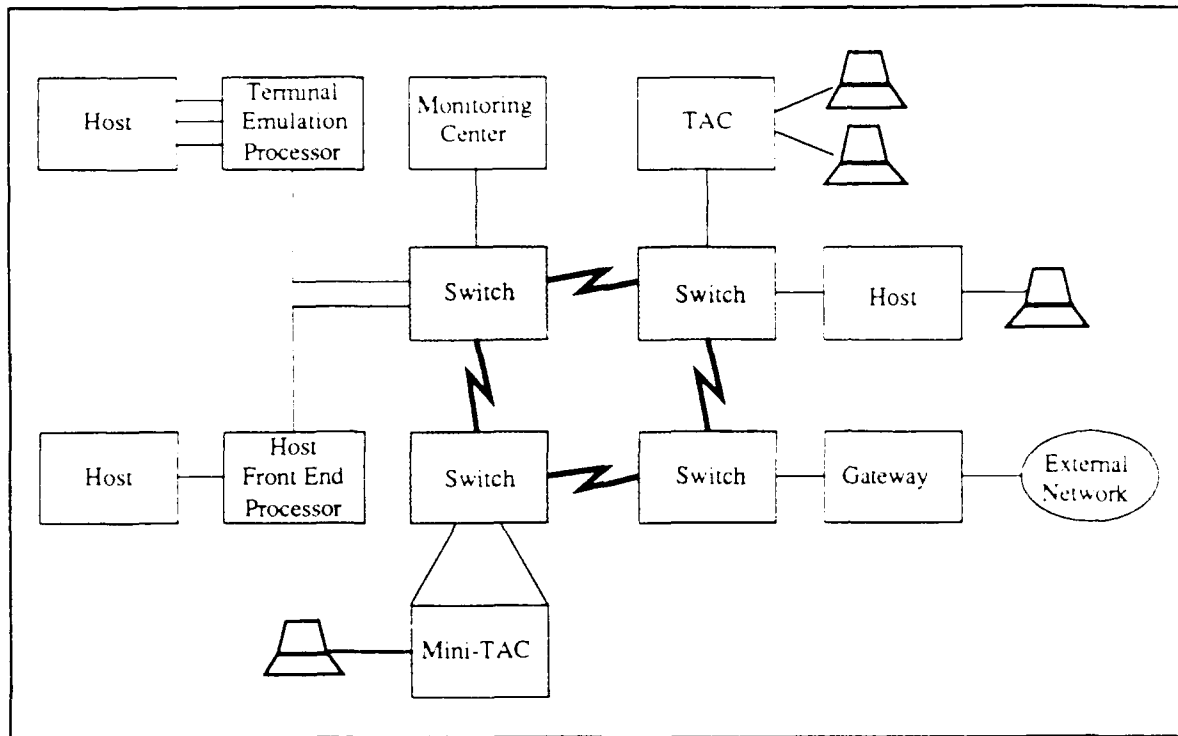 Host
Terminal
Emulation
Processor
Monitoring
Center
TAC
Switch
Switch
Host
Host
Host
Front End
Processor
Switch
Switch
Gateway
External
Network
Mini-TAC